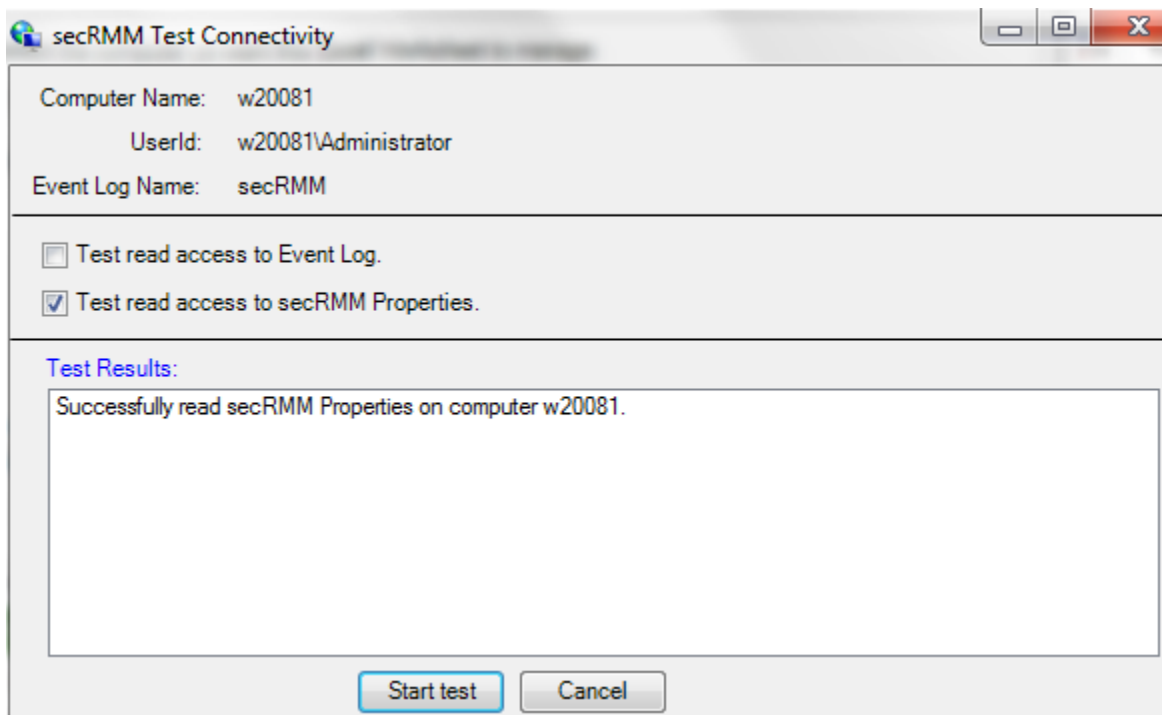 secRMM Test Connectivity
Computer Name: w20081
UserId: w20081\Administrator
Event Log Name: secRMM
Test read access to Event Log.
Test read access to secRMM Properties.
Test Results:
Successfully read secRMM Properties on computer w20081.
Start test Cancel